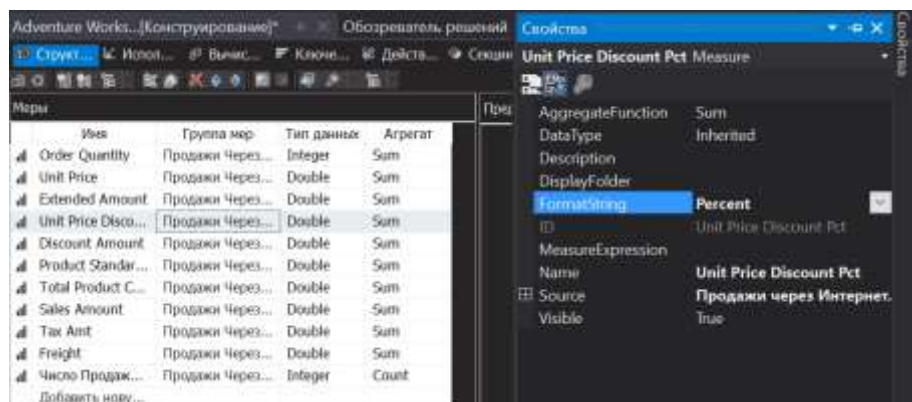 Adventure Works...[Конструирование]*
Обозреватель решений
Свойства
Структ... Испол... Вычис... Ключе... Действ... Секции
Unit Price Discount Pct Measure
Свойства
Меры
Имя Группа мер Тип данных Агрегат
Order Quantity Продажи Через... Integer Sum
Unit Price Продажи Через... Double Sum
Extended Amount Продажи Через... Double Sum
Unit Price Disco... Продажи Через... Double Sum
Discount Amount Продажи Через... Double Sum
Product Standar... Продажи Через... Double Sum
Total Product C... Продажи Через... Double Sum
Sales Amount Продажи Через... Double Sum
Tax Amt Продажи Через... Double Sum
Freight Продажи Через... Double Sum
Число Продаж... Продажи Через... Integer Count
Добавить нову...
AggregateFunction Sum
DataType Inherited
Description
DisplayFolder
FormatString Percent
ID Unit Price Discount Pct
MeasureExpression
Name Unit Price Discount Pct
Source Продажи через Интернет.
Visible True